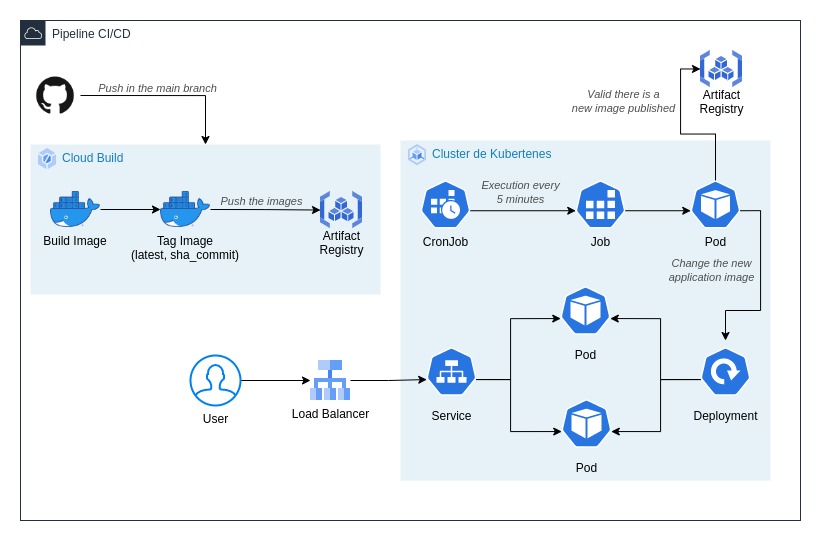 Pipeline CI/CD
Push in the main branch
Cloud Build
Build Image
Tag Image
(latest, sha_commit)
Push the images
Artifact
Registry
Valid there is a
new image published
Artifact
Registry
Cluster de Kubertenes
CronJob
Execution every
5 minutes
Job
Pod
Change the new
application image
User
Load Balancer
Service
Pod
Pod
Deployment